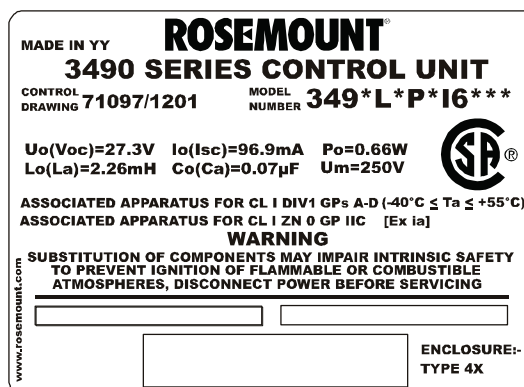 MADE IN YY
ROSEMOUNT®
3490 SERIES CONTROL UNIT
CONTROL DRAWING 71097/1201
MODEL NUMBER 349*L*P*I6***
Uo(Voc)=27.3V Io(Isc)=96.9mA Po=0.66W
Lo(La)=2.26mH Co(Ca)=0.07µF Um=250V
CSA®
ASSOCIATED APPARATUS FOR CL I DIV1 GPs A-D (-40°C ≤ Ta ≤ +55°C)
ASSOCIATED APPARATUS FOR CL I ZN 0 GP IIC [Ex ia]
WARNING
SUBSTITUTION OF COMPONENTS MAY IMPAIR INTRINSIC SAFETY
TO PREVENT IGNITION OF FLAMMABLE OR COMBUSTIBLE
ATMOSPHERES, DISCONNECT POWER BEFORE SERVICING
www.rosemount.com
ENCLOSURE:-
TYPE 4X